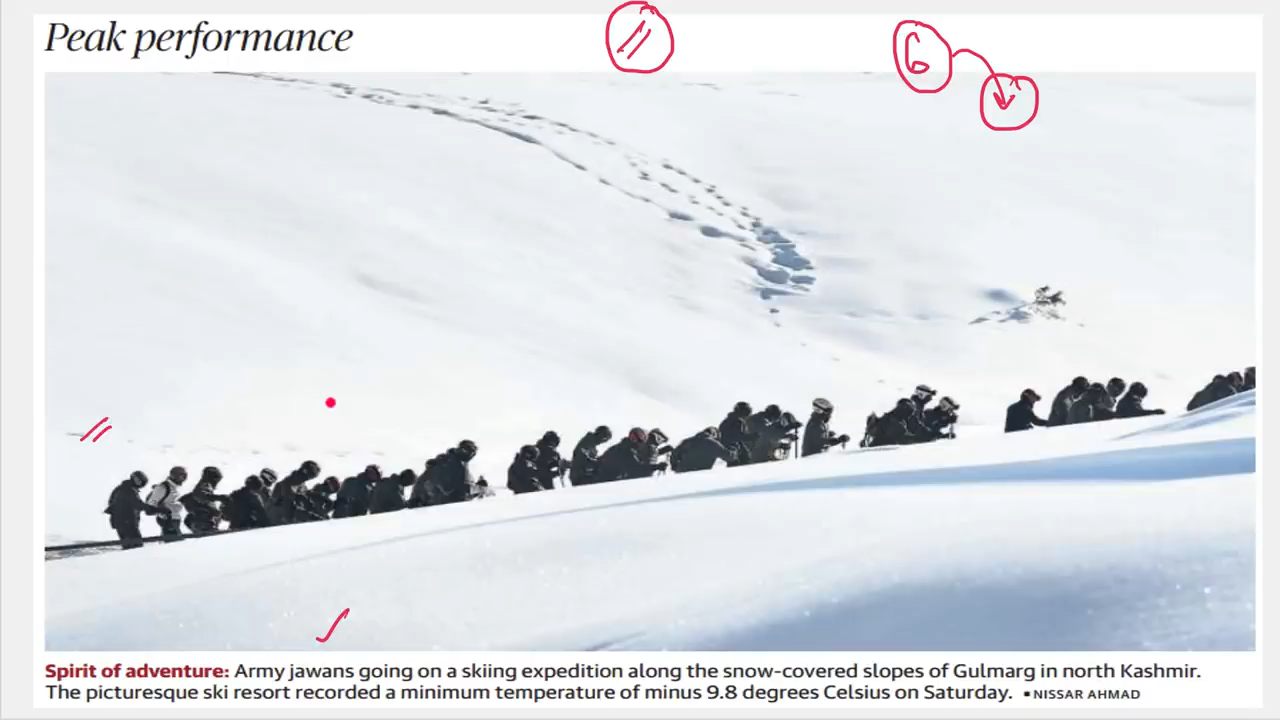 Peak performance
6
Spirit of adventure: Army jawans going on a skiing expedition along the snow-covered slopes of Gulmarg in north Kashmir.
The picturesque ski resort recorded a minimum temperature of minus 9.8 degrees Celsius on Saturday. ▪ NISSAR AHMAD